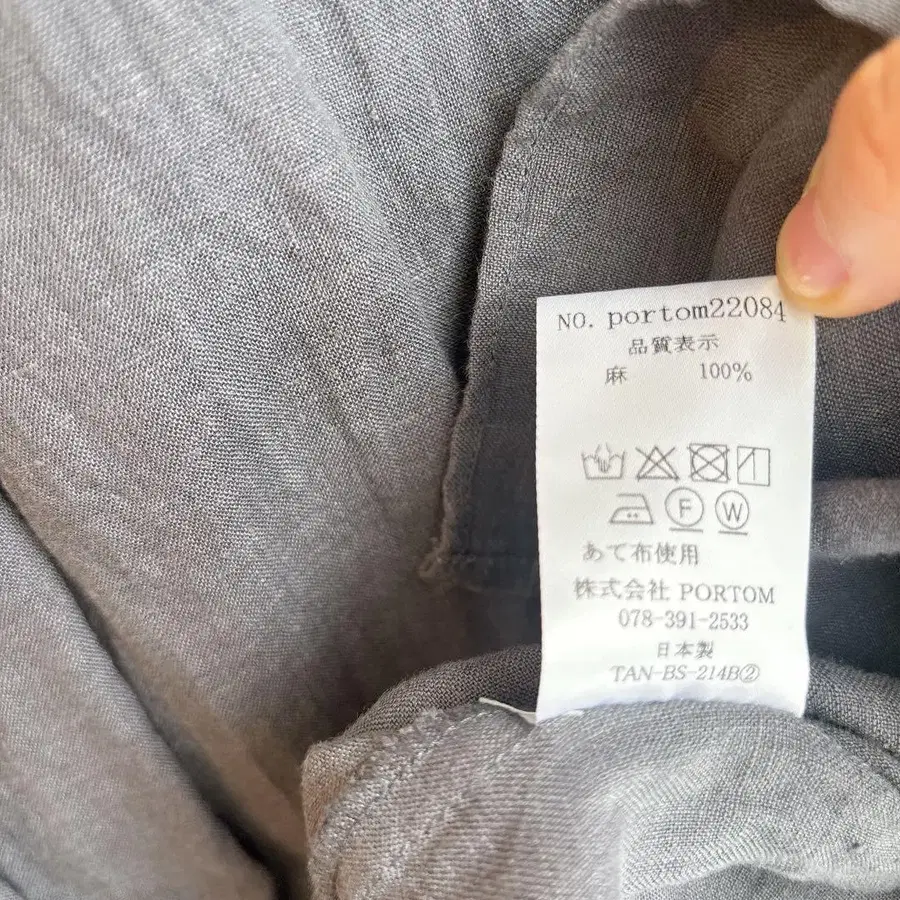 NO. portom22084
品質表示
麻 100%
F W
あて布使用
株式会社 PORTOM
078-391-2533
日本製
TAN-BS-214B②